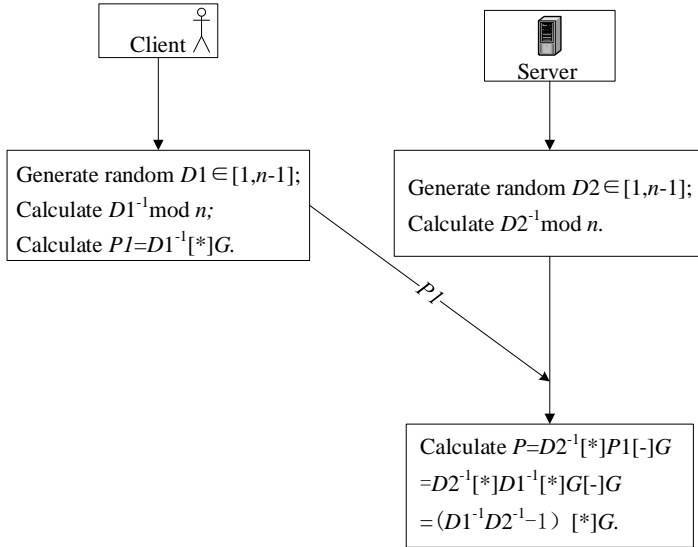 Client
Server
Generate random D1∈[1,n-1];
Calculate D1⁻¹mod n;
Calculate P1=D1⁻¹[*]G.
Generate random D2∈[1,n-1];
Calculate D2⁻¹mod n.
P1
Calculate P=D2⁻¹[*]P1[-]G
=D2⁻¹[*]D1⁻¹[*]G[-]G
=(D1⁻¹D2⁻¹-1) [*]G.